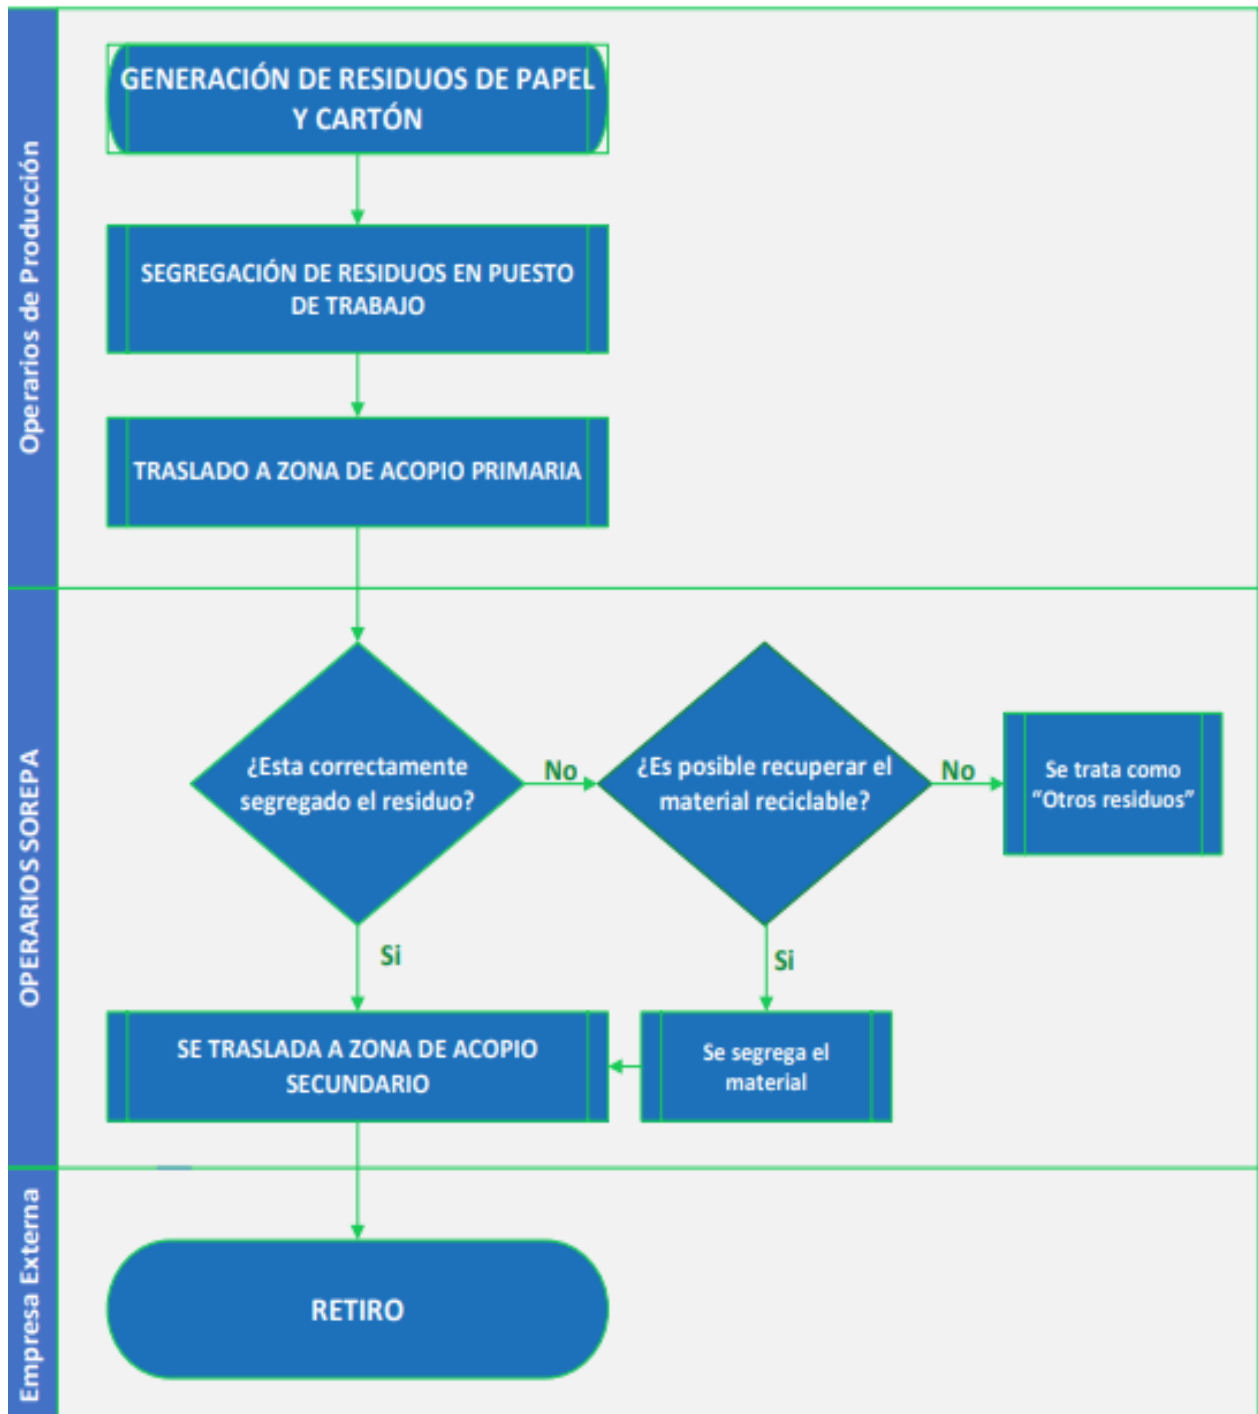 Operarios de Producción
GENERACIÓN DE RESIDUOS DE PAPEL
Y CARTÓN
SEGREGACIÓN DE RESIDUOS EN PUESTO
DE TRABAJO
TRASLADO A ZONA DE ACOPIO PRIMARIA
OPERARIOS SOREPA
¿Esta correctamente
segregado el residuo?
No
¿Es posible recuperar el
material reciclable?
No
Se trata como
“Otros residuos”
Si
Si
SE TRASLADA A ZONA DE ACOPIO
SECUNDARIO
Se segrega el
material
Empresa Externa
RETIRO